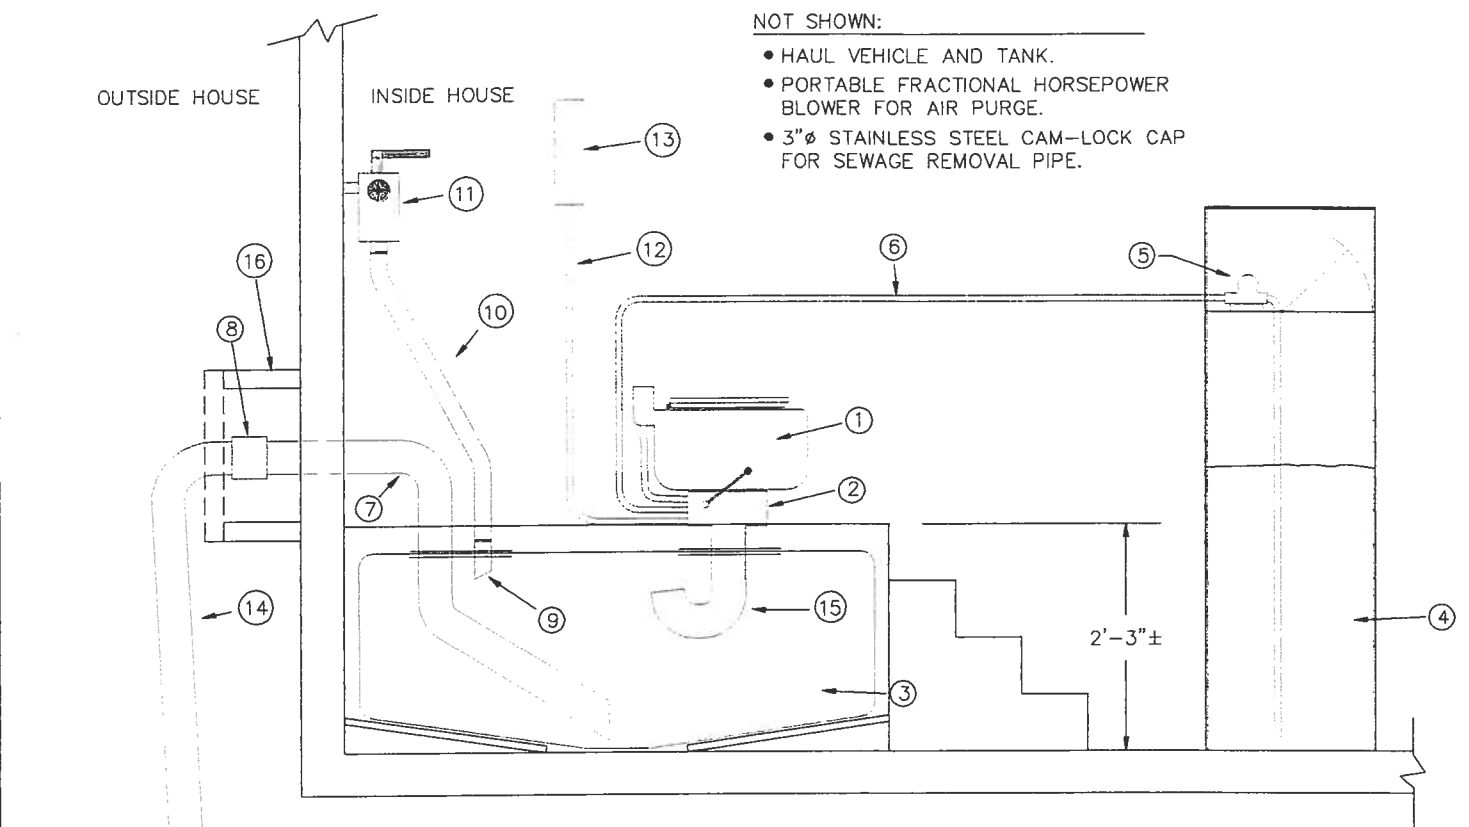 NOT SHOWN:
• HAUL VEHICLE AND TANK.
• PORTABLE FRACTIONAL HORSEPOWER
BLOWER FOR AIR PURGE.
• 3"ø STAINLESS STEEL CAM-LOCK CAP
FOR SEWAGE REMOVAL PIPE.
OUTSIDE HOUSE
INSIDE HOUSE
13
11
12
6
5
16
10
8
1
2
7
14
9
15
2'-3"±
4
3